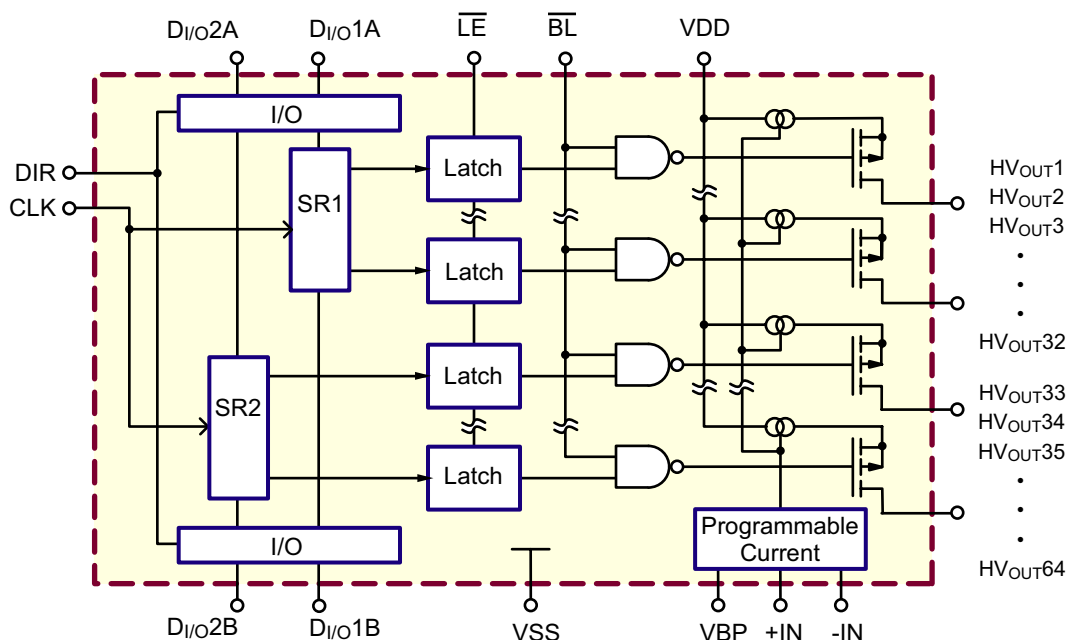 DI/O2A DI/O1A LE BL VDD
I/O
DIR
CLK
SR1
Latch
Latch
SR2
Latch
Latch
I/O
Programmable
Current
HVOUT1
HVOUT2
HVOUT3
HVOUT32
HVOUT33
HVOUT34
HVOUT35
HVOUT64
DI/O2B DI/O1B VSS VBP +IN -IN